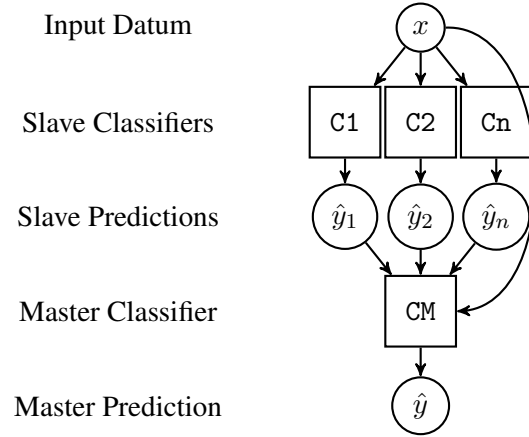 Input Datum x
Slave Classifiers C1 C2 Cn
Slave Predictions ŷ₁ ŷ₂ ŷₙ
Master Classifier CM
Master Prediction ŷ